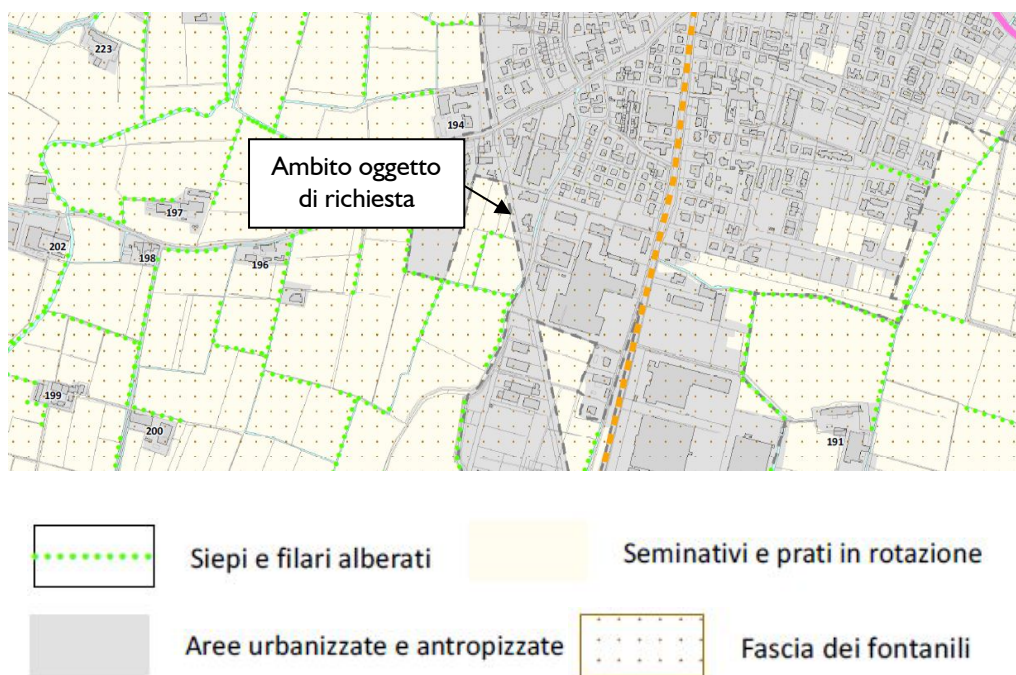 223
194
Ambito oggetto
di richiesta
197
202
198
196
199
200
191
Siepi e filari alberati
Seminativi e prati in rotazione
Aree urbanizzate e antropizzate
Fascia dei fontanili